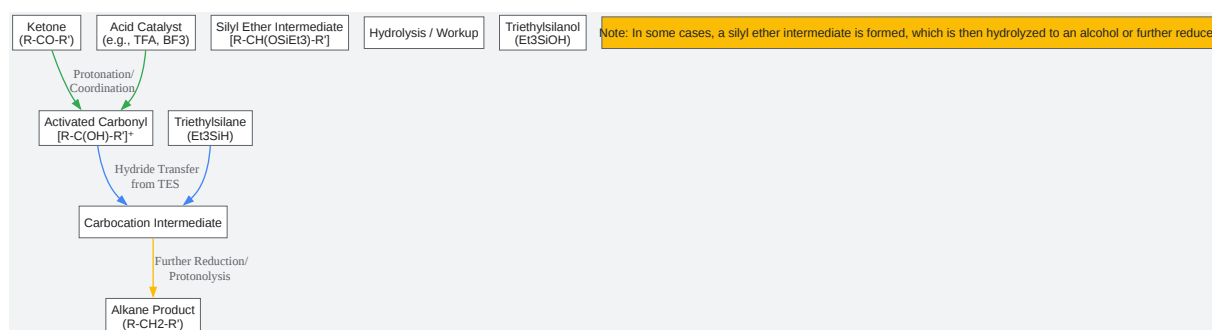 Ketone
(R-CO-R')
Acid Catalyst
(e.g., TFA, BF3)
Silyl Ether Intermediate
[R-CH(OSiEt3)-R']
Hydrolysis / Workup
Triethylsilanol
(Et3SiOH)
Note: In some cases, a silyl ether intermediate is formed, which is then hydrolyzed to an alcohol or further reduce
Protonation/
Coordination
Activated Carbonyl
[R-C(OH)-R']⁺
Triethylsilane
(Et3SiH)
Hydride Transfer
from TES
Carbocation Intermediate
Further Reduction/
Protonolysis
Alkane Product
(R-CH2-R')